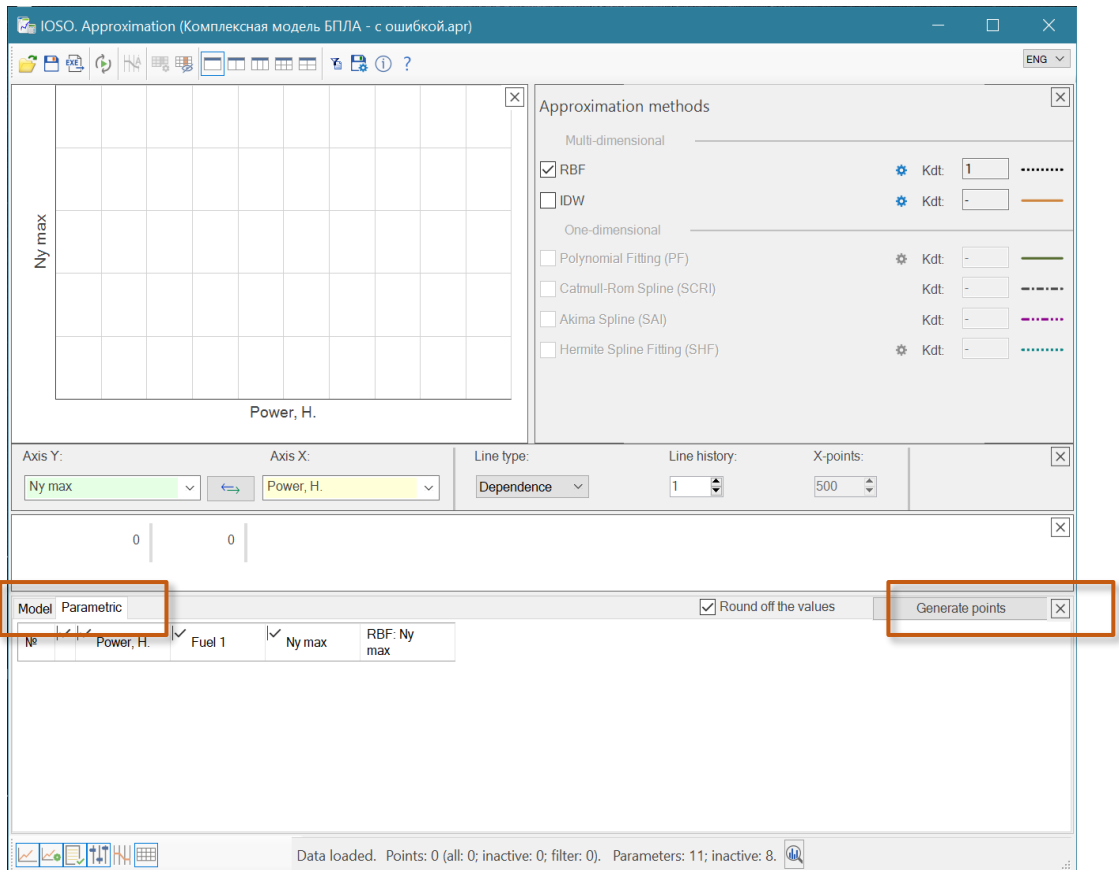 IOSO. Approximation (Комплексная модель БПЛА - с ошибкой.apr)
EXE
ENG
Approximation methods
Multi-dimensional
RBF Kdt: 1
IDW Kdt: -
One-dimensional
Polynomial Fitting (PF) Kdt: -
Catmull-Rom Spline (SCRI) Kdt: -
Akima Spline (SAI) Kdt: -
Hermite Spline Fitting (SHF) Kdt: -
Ny max
Power, H.
Axis Y: Axis X: Line type: Line history: X-points:
Ny max Power, H. Dependence 1 500
0 0
Model Parametric Round off the values Generate points
№ Power, H. Fuel 1 Ny max RBF: Ny
max
Data loaded. Points: 0 (all: 0; inactive: 0; filter: 0). Parameters: 11; inactive: 8.